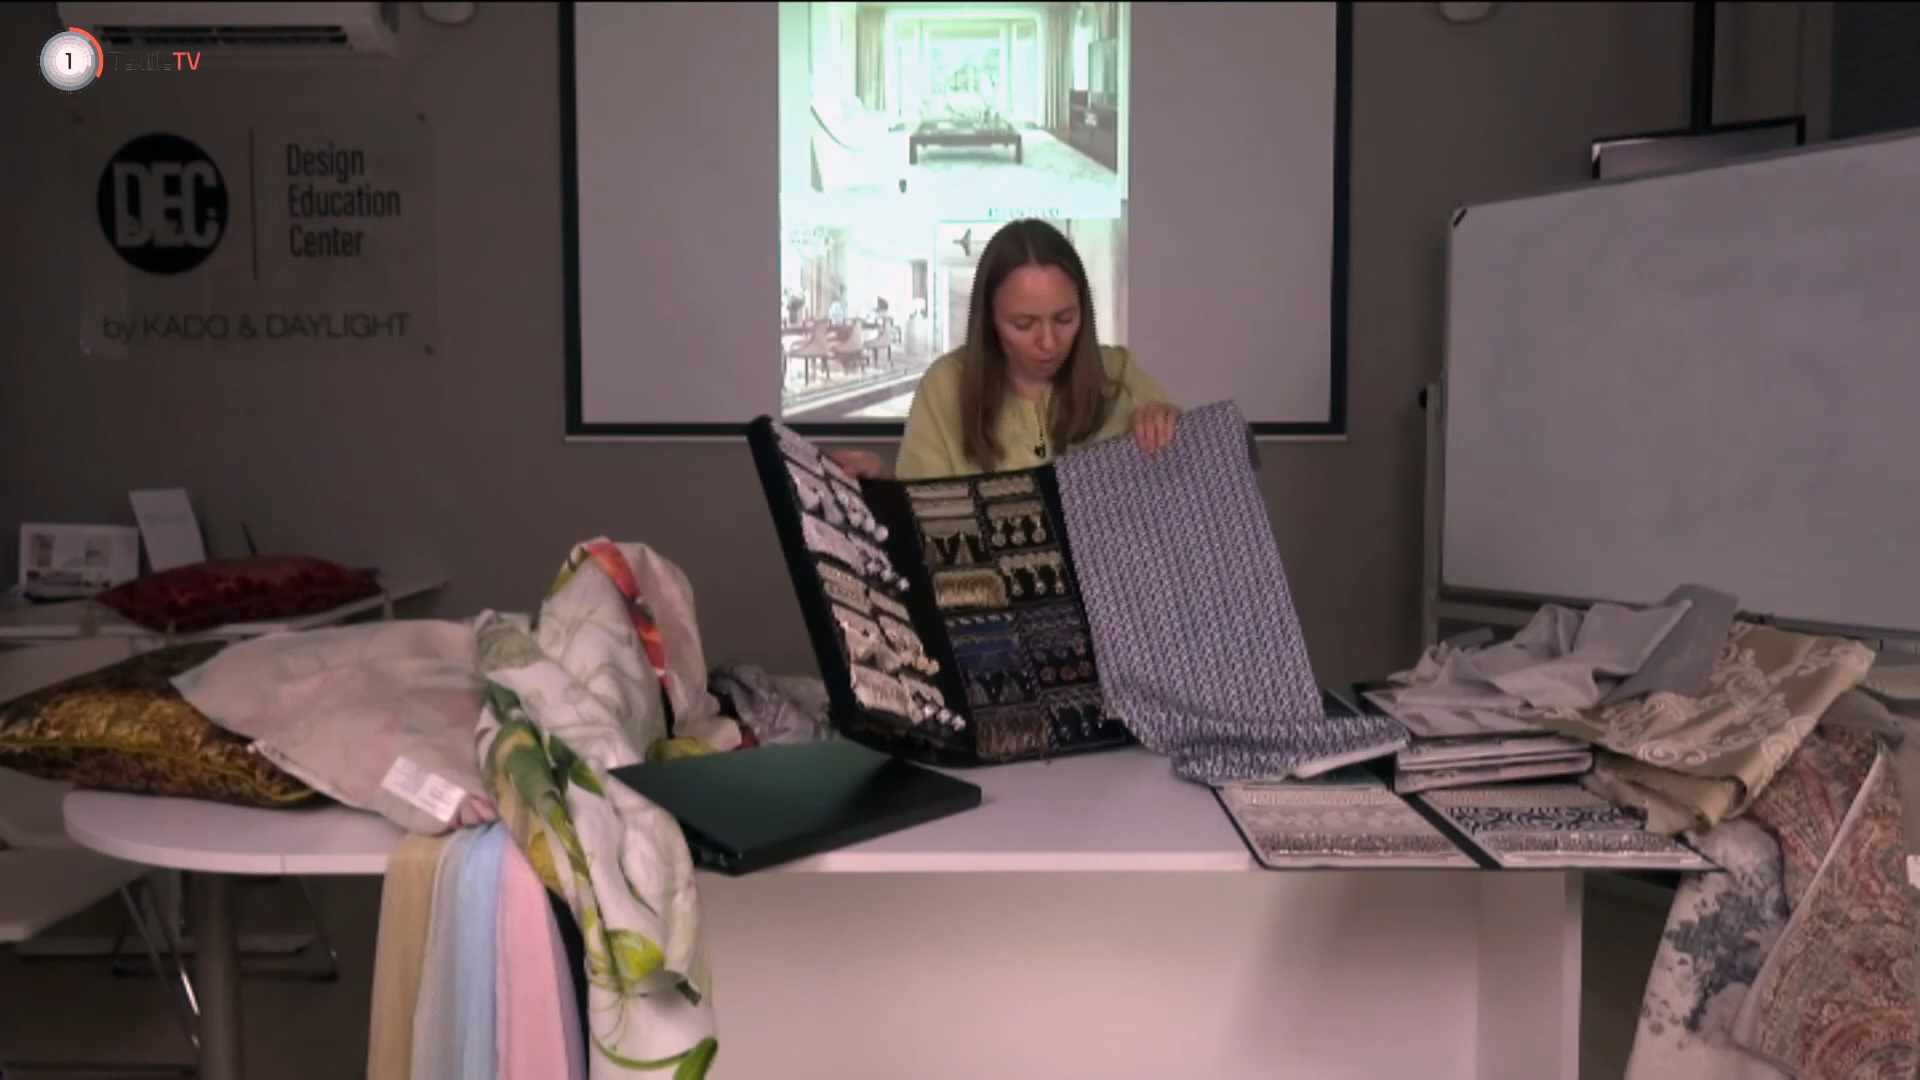 1
TextileTV
DEC
Design
Education
Center
by KADO & DAYLIGHT